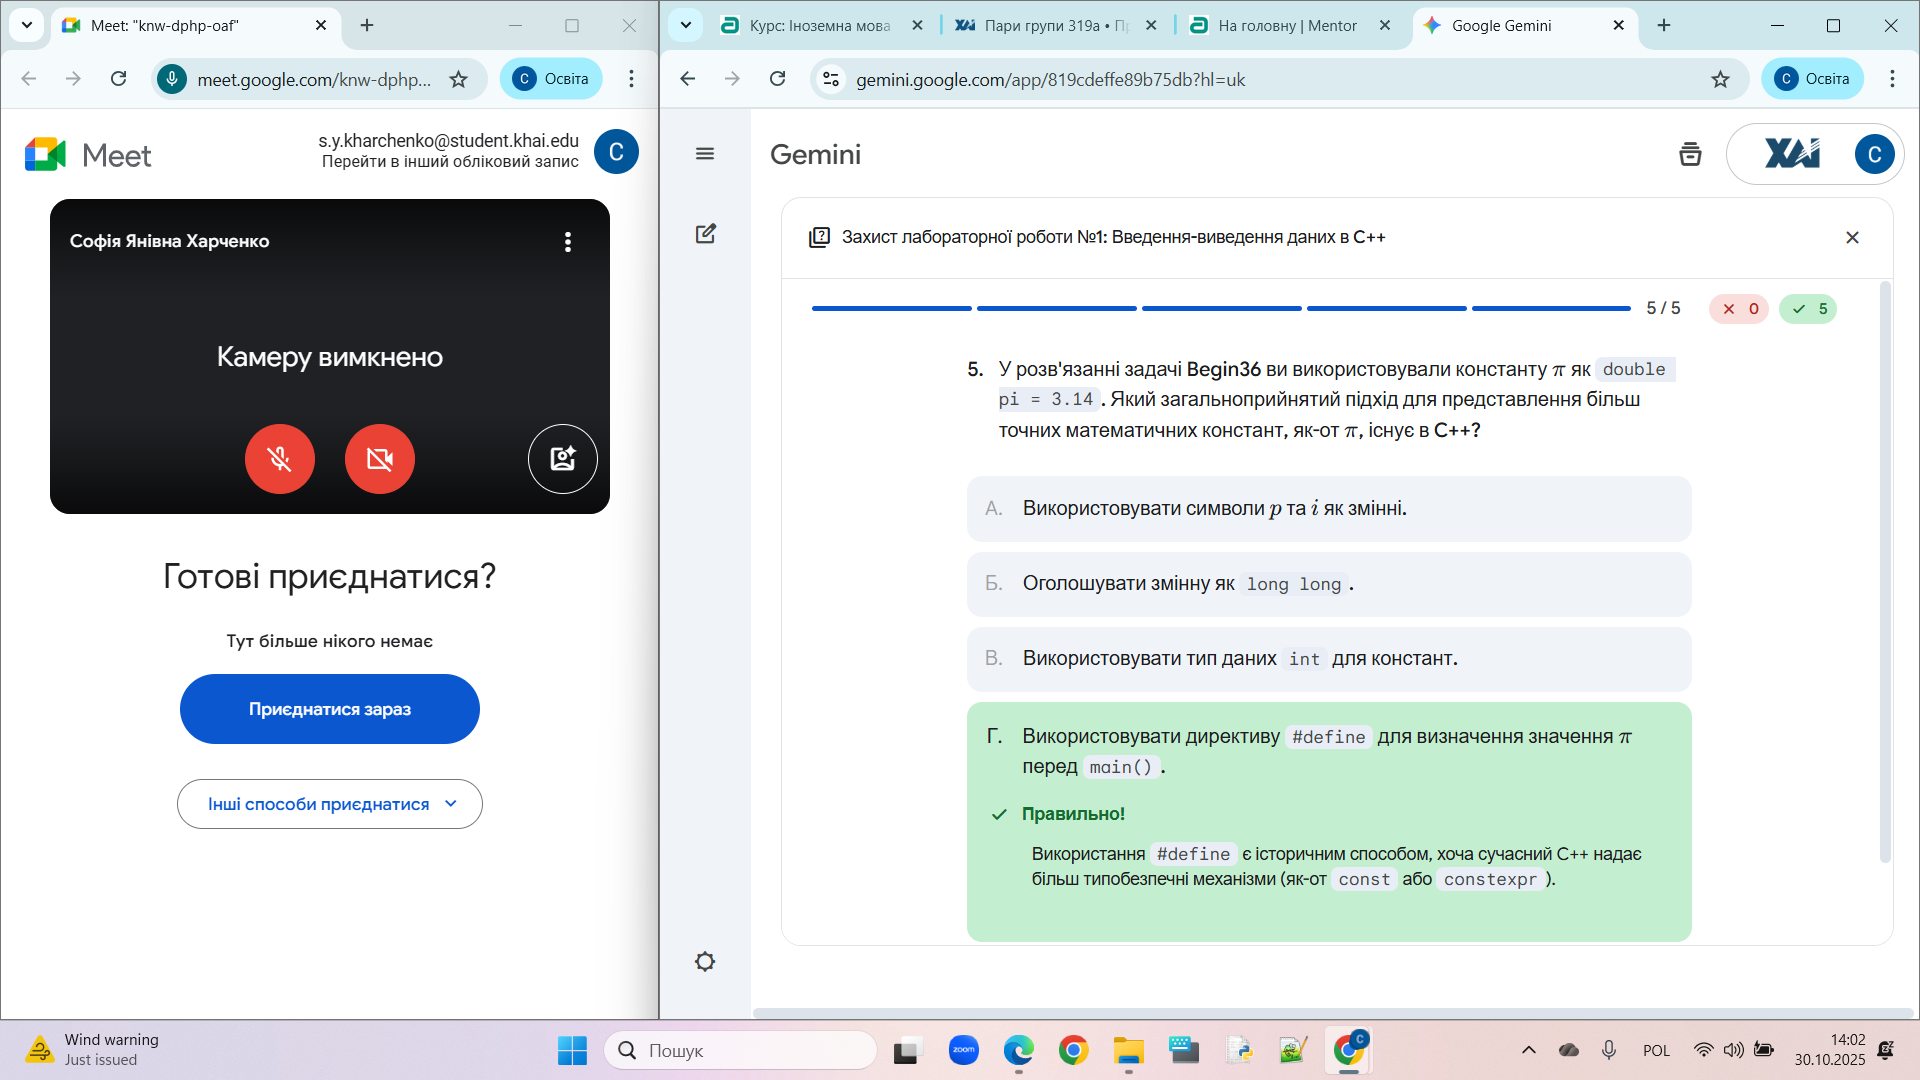 Meet: "knw-dphp-oaf"
meet.google.com/knw-dphp...
С Освіта
Meet
s.y.kharchenko@student.khai.edu
Перейти в інший обліковий запис
С
Софія Янівна Харченко
Камеру вимкнено
Готові приєднатися?
Тут більше нікого немає
Приєднатися зараз
Інші способи приєднатися
Курс: Іноземна мова
ХАІ Пари групи 319а •
На головну | Mentor
Google Gemini
gemini.google.com/app/819cdeffe89b75db?hl=uk
С Освіта
Gemini
ХАІ
С
Захист лабораторної роботи №1: Введення-виведення даних в C++
5 / 5
0
5
5. У розв'язанні задачі Begin36 ви використовували константу π як double
pi = 3.14 . Який загальноприйнятий підхід для представлення більш
точних математичних констант, як-от π, існує в C++?
А. Використовувати символи p та i як змінні.
Б. Оголошувати змінну як long long .
В. Використовувати тип даних int для констант.
Г. Використовувати директиву #define для визначення значення π
перед main() .
Правильно!
Використання #define є історичним способом, хоча сучасний C++ надає
більш типобезпечні механізми (як-от const або constexpr ).
Wind warning
Just issued
Пошук
zoom
С
POL
14:02
30.10.2025